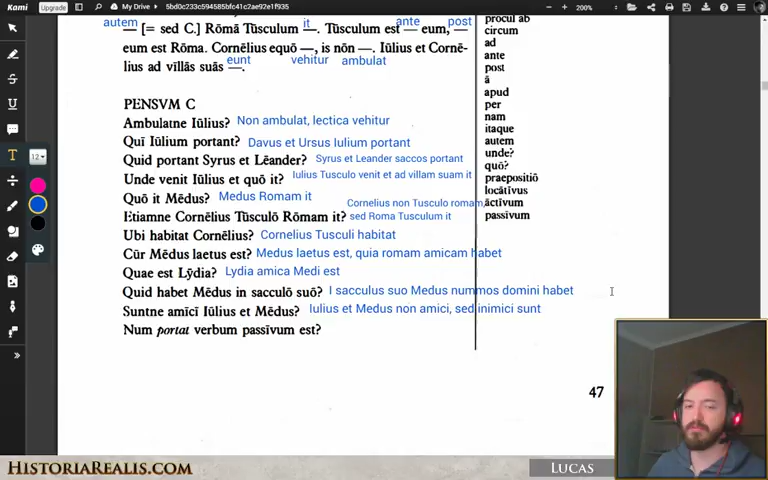 Kami
Upgrade
My Drive
5bd0c233c594585bfc41c2ae92e1f935
200%
autem it ante post
— [= sed C.] Rōmā Tūsculum —. Tūsculum est — eum, —
eum est Rōma. Cornēlius equō —, is nōn —. Iūlius et Corne-
lius ad vīllās suās —.
eunt vehitur ambulat
PENSVM C
Ambulatne Iūlius? Non ambulat, lectica vehitur
Quī Iūlium portant? Davus et Ursus Iulium portant
Quid portant Syrus et Lēander? Syrus et Leander saccos portant
Unde venit Iūlius et quō it? Iulius Tusculo venit et ad villam suam it
Quō it Mēdus? Medus Romam it
Etiamne Cornēlius Tūsculō Rōmam it? Cornelius non Tusculo romam, sed Roma Tusculum it
Ubi habitat Cornēlius? Cornelius Tusculi habitat
Cūr Mēdus laetus est? Medus laetus est, quia romam amicam habet
Quae est Lȳdia? Lydia amica Medi est
Quid habet Mēdus in sacculō suō? I sacculus suo Medus nummos domini habet
Suntne amīcī Iūlius et Mēdus? Iulius et Medus non amici, sed inimici sunt
Num portat verbum passīvum est?
procul ab
circum
ad
ante
post
ā
apud
per
nam
itaque
autem
unde?
quō?
praepositiō
locātīvus
āctīvum
passīvum
47
12
HISTORIAREALIS.COM
LUCAS